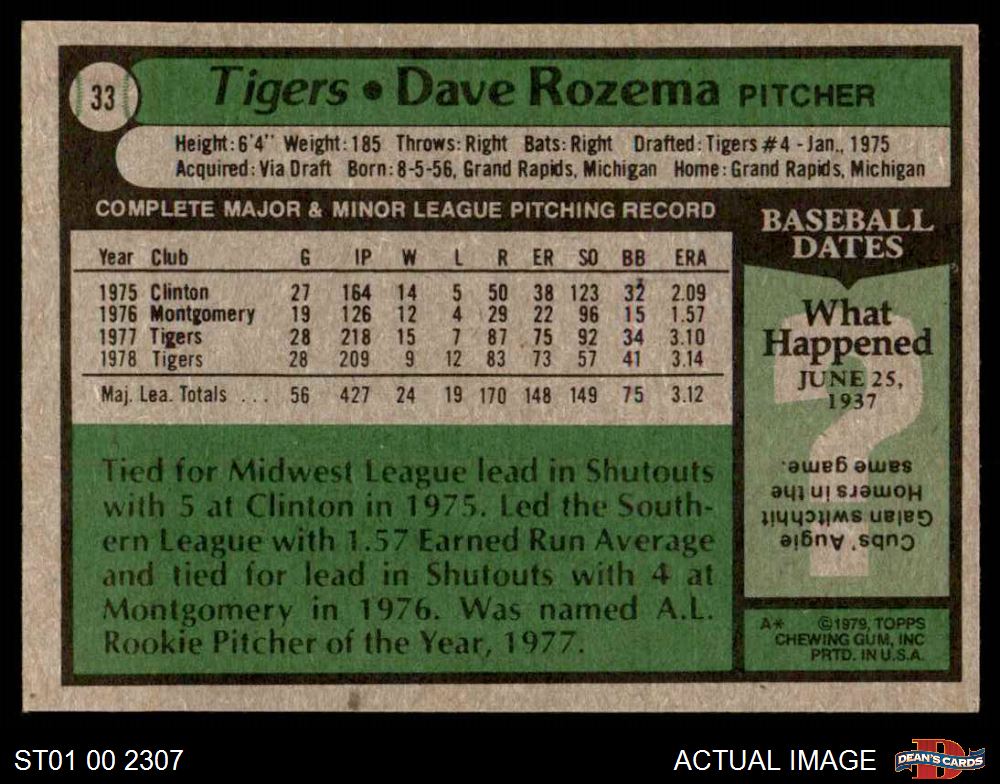 33
Tigers • Dave Rozema PITCHER
Height: 6'4" Weight: 185 Throws: Right Bats: Right Drafted: Tigers #4 - Jan., 1975
Acquired: Via Draft Born: 8-5-56, Grand Rapids, Michigan Home: Grand Rapids, Michigan
COMPLETE MAJOR & MINOR LEAGUE PITCHING RECORD
Year Club G IP W L R ER SO BB ERA
1975 Clinton 27 164 14 5 50 38 123 32 2.09
1976 Montgomery 19 126 12 4 29 22 96 15 1.57
1977 Tigers 28 218 15 7 87 75 92 34 3.10
1978 Tigers 28 209 9 12 83 73 57 41 3.14
Maj. Lea. Totals ... 56 427 24 19 170 148 149 75 3.12
Tied for Midwest League lead in Shutouts
with 5 at Clinton in 1975. Led the South-
ern League with 1.57 Earned Run Average
and tied for lead in Shutouts with 4 at
Montgomery in 1976. Was named A.L.
Rookie Pitcher of the Year, 1977.
BASEBALL
DATES
What
Happened
JUNE 25,
1937
?
Cubs' Augie
Galan switchhit
Homers in the
same game.
A* ©1979, TOPPS
CHEWING GUM, INC
PRTD. IN U.S.A.
ST01 00 2307
ACTUAL IMAGE
D
DEAN'S CARDS